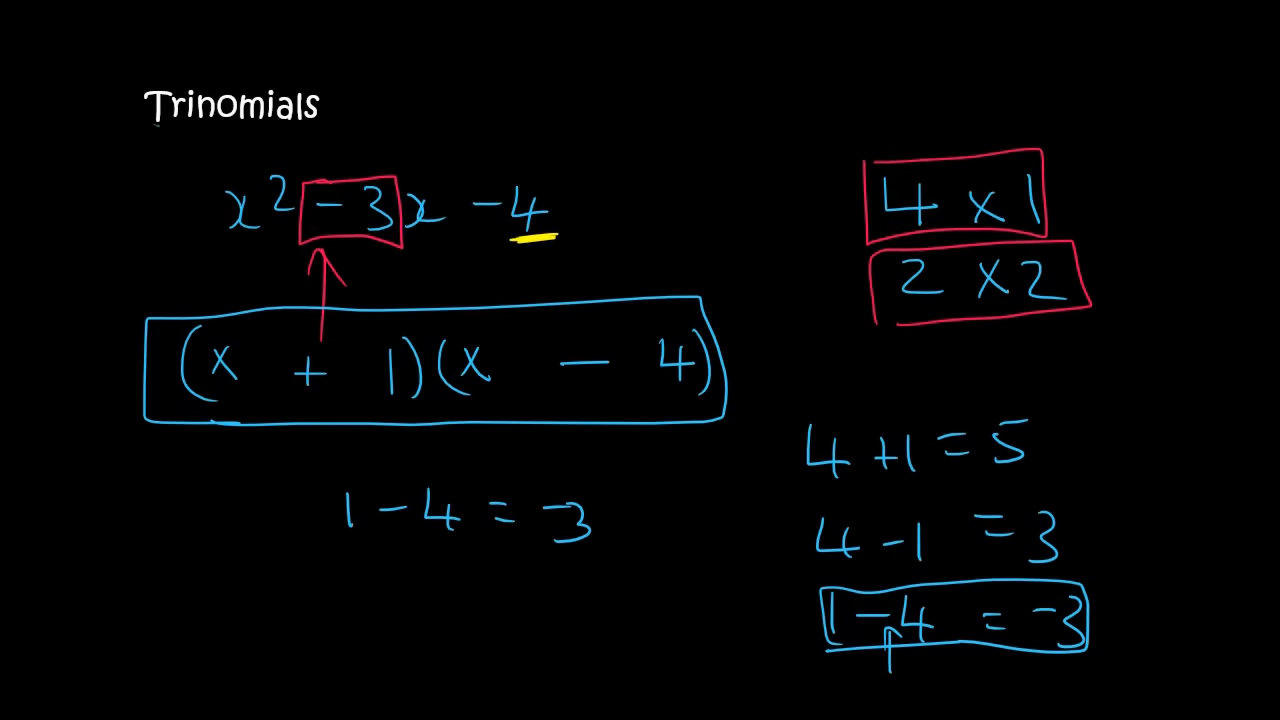 Trinomials
x² - 3x - 4
(x + 1)(x - 4)
1 - 4 = -3
4 x 1
2 x 2
4 + 1 = 5
4 - 1 = 3
1 - 4 = -3